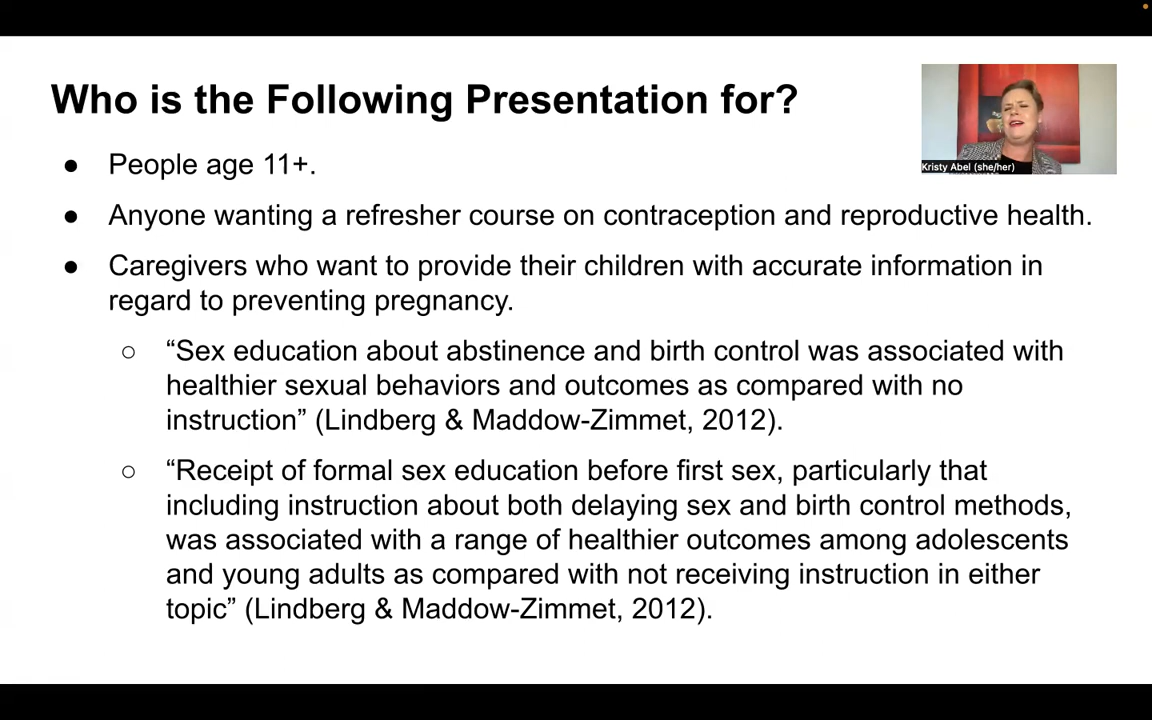 Who is the Following Presentation for?
Kristy Abel (she/her)
● People age 11+.
● Anyone wanting a refresher course on contraception and reproductive health.
● Caregivers who want to provide their children with accurate information in
regard to preventing pregnancy.
○ “Sex education about abstinence and birth control was associated with
healthier sexual behaviors and outcomes as compared with no
instruction” (Lindberg & Maddow-Zimmet, 2012).
○ “Receipt of formal sex education before first sex, particularly that
including instruction about both delaying sex and birth control methods,
was associated with a range of healthier outcomes among adolescents
and young adults as compared with not receiving instruction in either
topic” (Lindberg & Maddow-Zimmet, 2012).